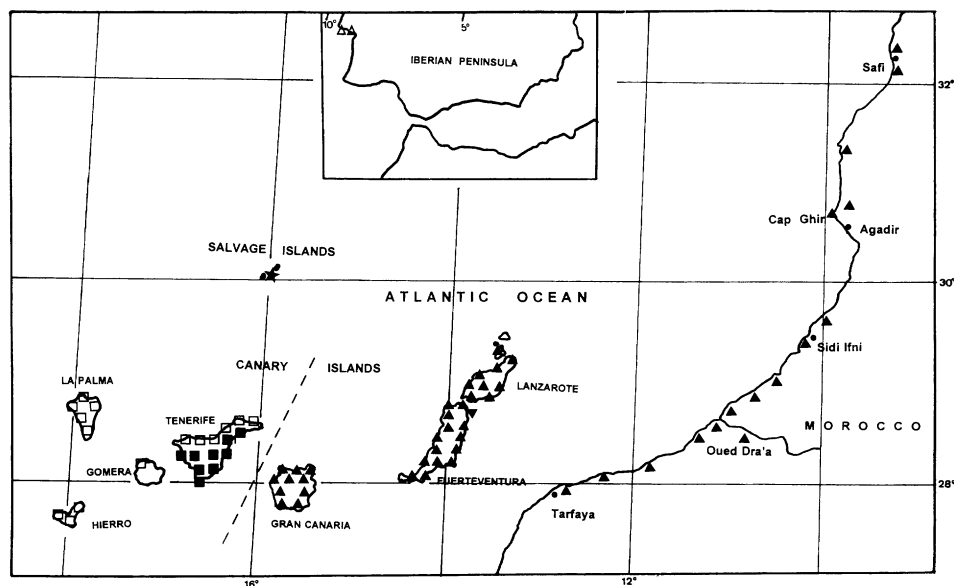 10°
5°
IBERIAN PENINSULA
Safi
32°
Cap Ghir
Agadir
SALVAGE ISLANDS
30°
ATLANTIC OCEAN
Sidi Ifni
CANARY ISLANDS
LA PALMA
LANZAROTE
TENERIFE
MOROCCO
Oued Dra'a
GOMERA
FUERTEVENTURA
28°
Tarfaya
HIERRO
GRAN CANARIA
16°
12°